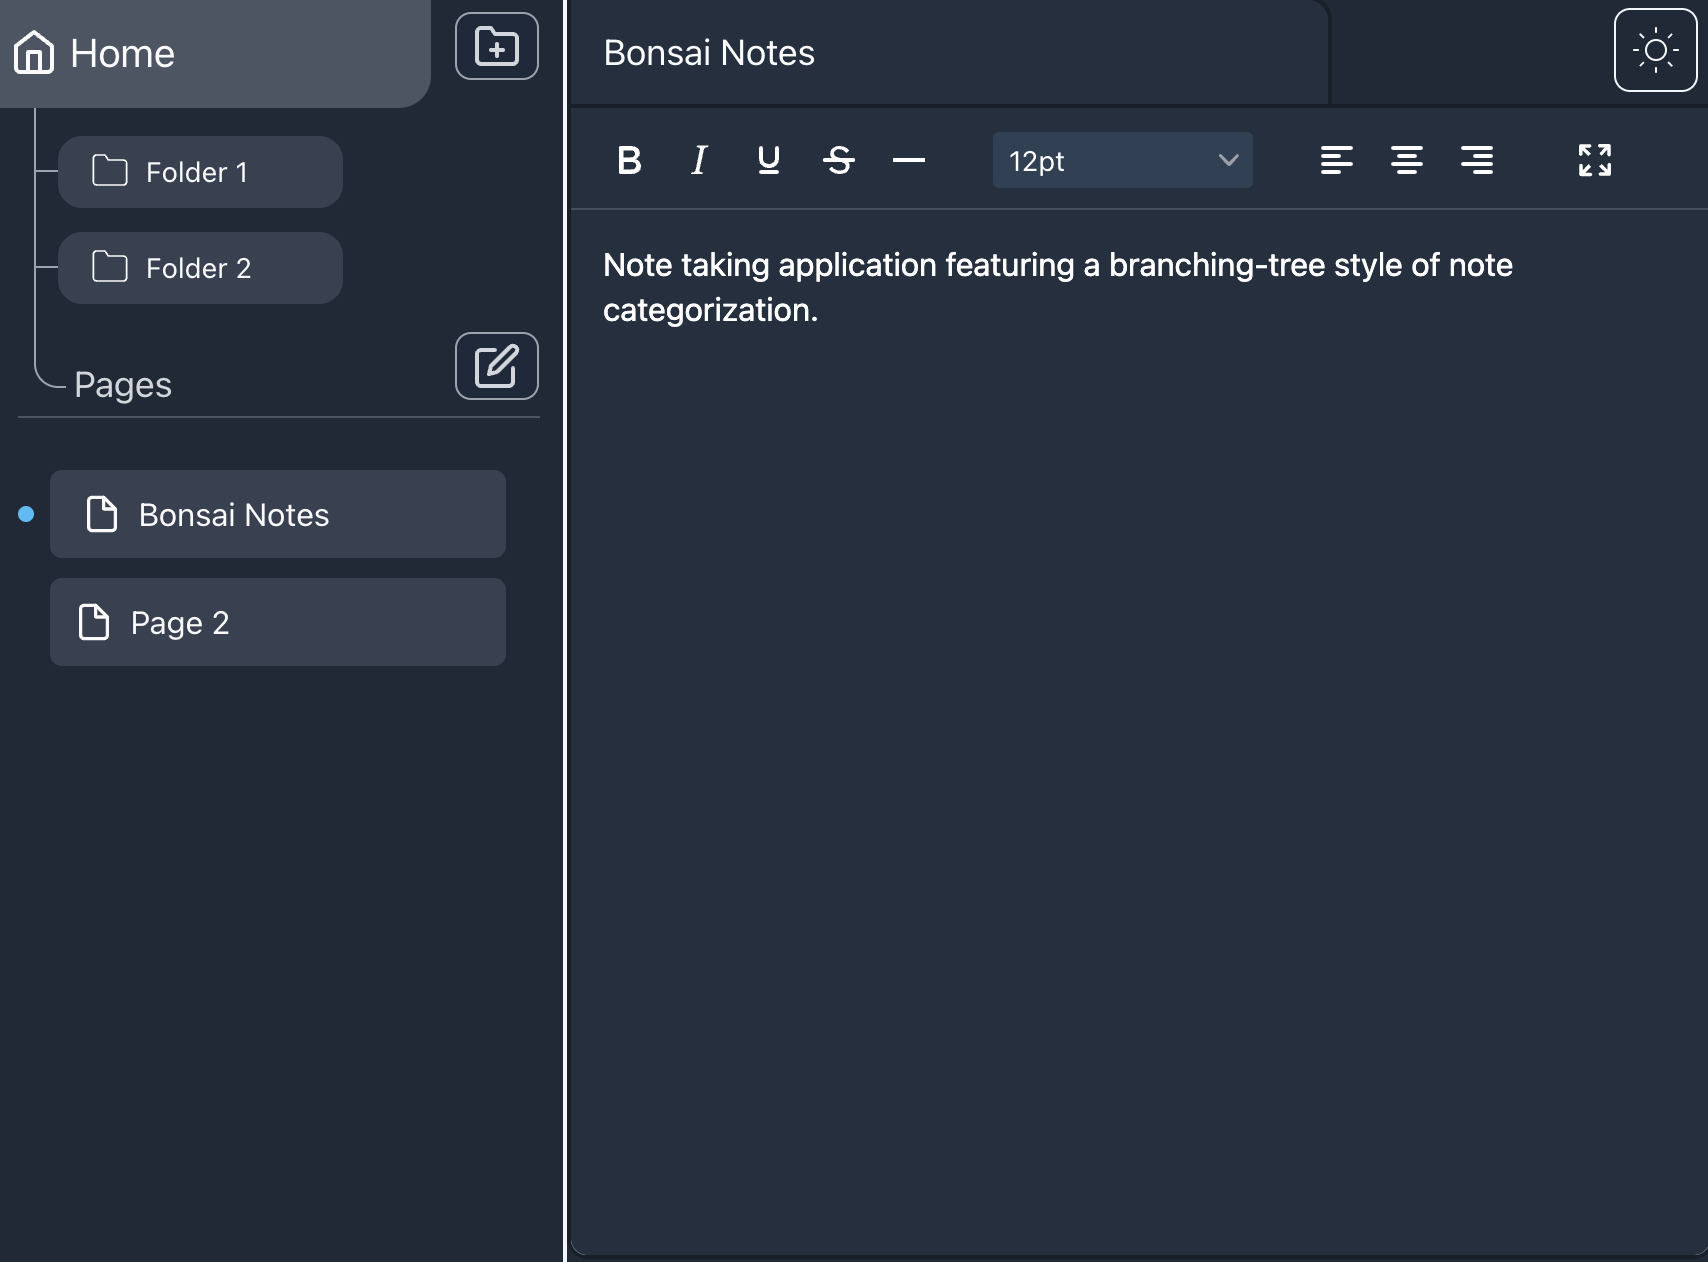 Home
Folder 1
Folder 2
Pages
Bonsai Notes
Page 2
Bonsai Notes
B I U S
12pt
Note taking application featuring a branching-tree style of note
categorization.